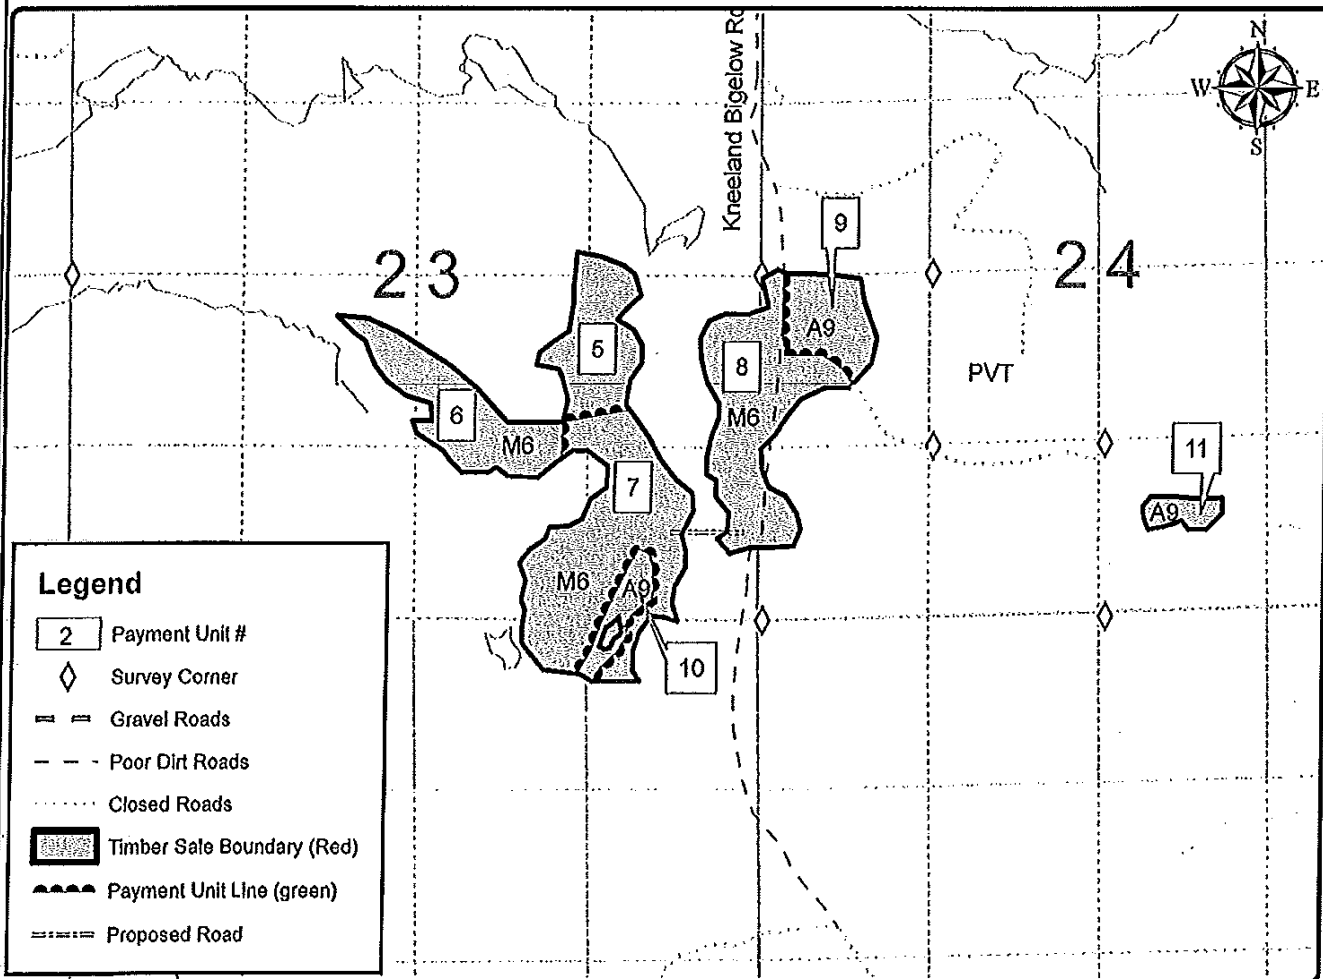 N
W E
S
Kneeland Bigelow Ro
9
23
24
5
A9
8
PVT
6
M6
M6
11
7
A9
M6
A9
10
Legend
2 Payment Unit #
Survey Corner
Gravel Roads
Poor Dirt Roads
Closed Roads
Timber Sale Boundary (Red)
Payment Unit Line (green)
Proposed Road